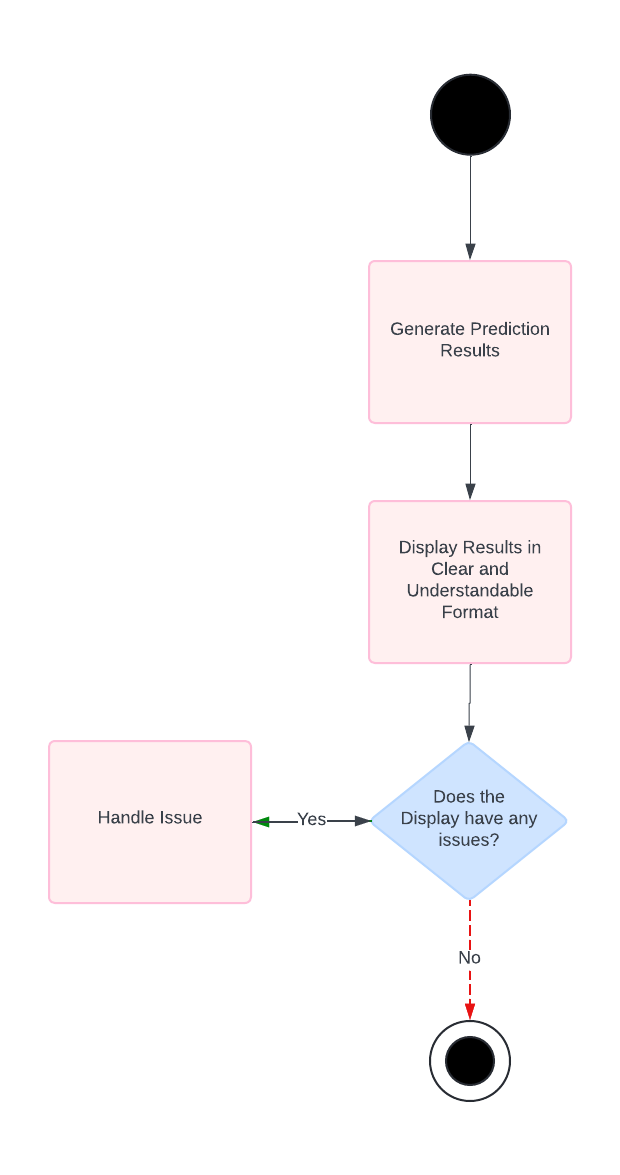 Generate Prediction
Results
Display Results in
Clear and
Understandable
Format
Does the
Display have any
issues?
Handle Issue
Yes
No